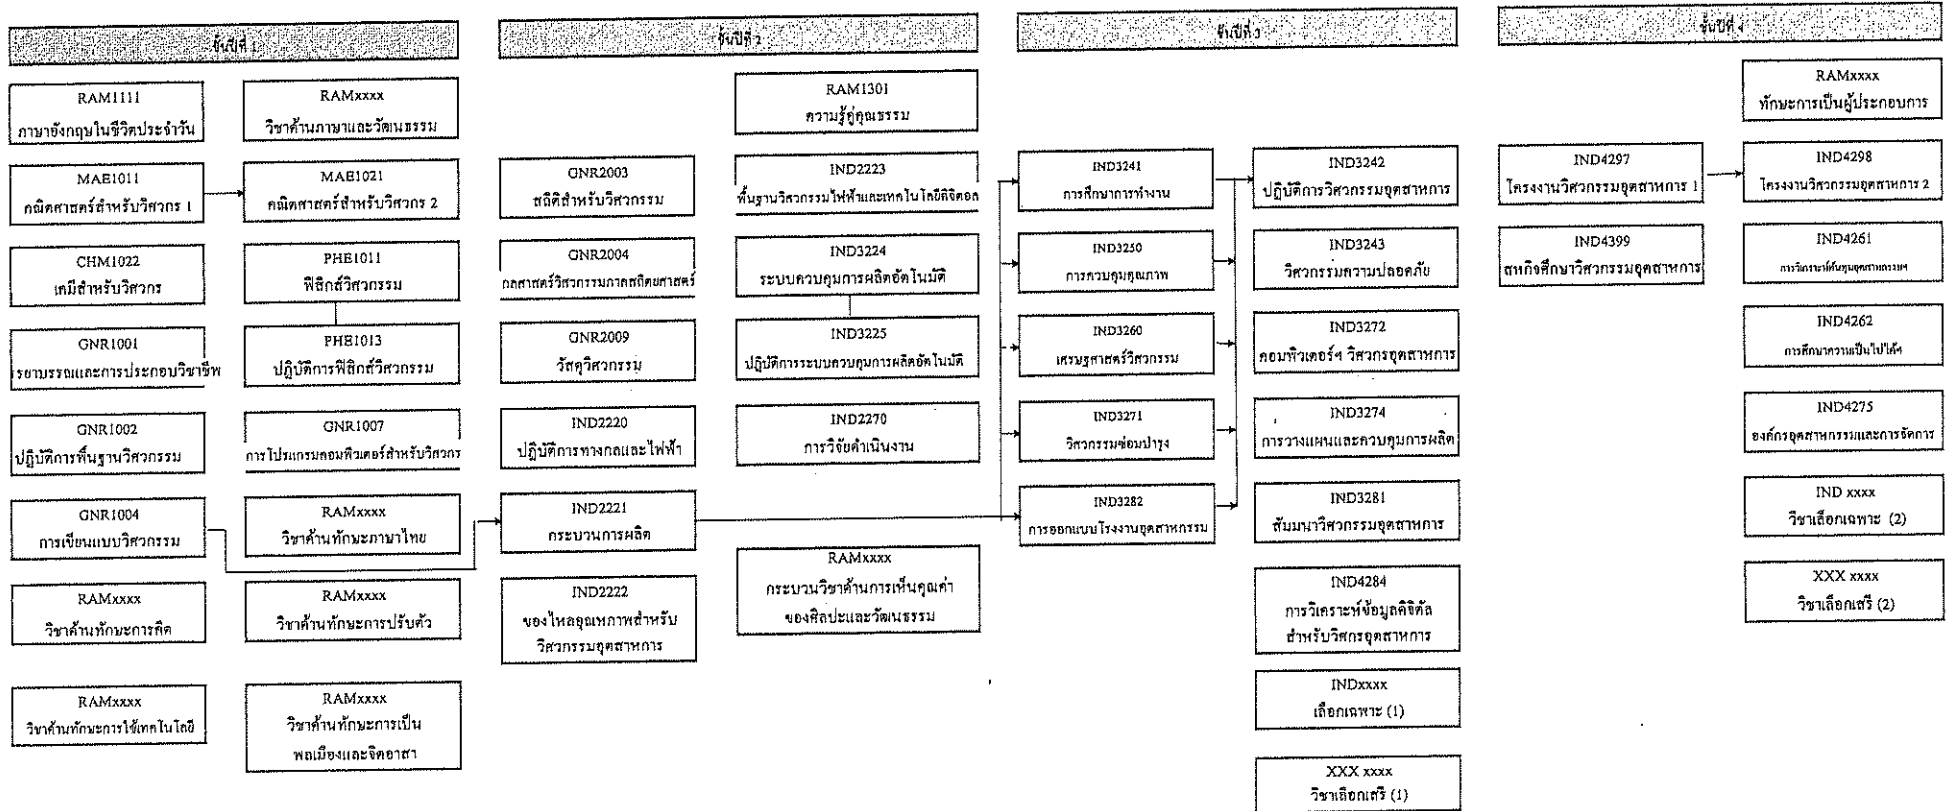 ชั้นปีที่ 1
RAM1111
ภาษาอังกฤษในชีวิตประจำวัน
MAE1011
คณิตศาสตร์สำหรับวิศวกร 1
CHM1022
เคมีสำหรับวิศวกร
GNR1001
รยาบรรณและการประกอบวิชาชีพ
GNR1002
ปฏิบัติการพื้นฐานวิศวกรรม
GNR1004
การเขียนแบบวิศวกรรม
RAMxxxx
วิชาด้านทักษะการคิด
RAMxxxx
วิชาด้านทักษะการใช้เทคโนโลยี
RAMxxxx
วิชาด้านภาษาและวัฒนธรรม
MAE1021
คณิตศาสตร์สำหรับวิศวกร 2
PHE1011
ฟิสิกส์วิศวกรรม
PHE1013
ปฏิบัติการฟิสิกส์วิศวกรรม
GNR1007
การโปรแกรมคอมพิวเตอร์สำหรับวิศวกร
RAMxxxx
วิชาด้านทักษะภาษาไทย
RAMxxxx
วิชาด้านทักษะการปรับตัว
RAMxxxx
วิชาด้านทักษะการเป็น
พลเมืองและจิตอาสา
ชั้นปีที่ 2
GNR2003
สถิติสำหรับวิศวกรรม
GNR2004
กลศาสตร์วิศวกรรมภาคสถิตยศาสตร์
GNR2009
วัสดุวิศวกรรม
IND2220
ปฏิบัติการทางกลและไฟฟ้า
IND2221
กระบวนการผลิต
IND2222
ของไหลอุณหภาพสำหรับ
วิศวกรรมอุตสาหการ
RAM1301
ความรู้คู่คุณธรรม
IND2223
พื้นฐานวิศวกรรมไฟฟ้าและเทคโนโลยีดิจิตอล
IND3224
ระบบควบคุมการผลิตอัตโนมัติ
IND3225
ปฏิบัติการระบบควบคุมการผลิตอัตโนมัติ
IND2270
การวิจัยดำเนินงาน
RAMxxxx
กระบวนวิชาด้านการเห็นคุณค่า
ของศิลปะและวัฒนธรรม
ชั้นปีที่ 3
IND3241
การศึกษาการทำงาน
IND3250
การควบคุมคุณภาพ
IND3260
เศรษฐศาสตร์วิศวกรรม
IND3271
วิศวกรรมซ่อมบำรุง
IND3282
การออกแบบโรงงานอุตสาหกรรม
IND3242
ปฏิบัติการวิศวกรรมอุตสาหการ
IND3243
วิศวกรรมความปลอดภัย
IND3272
คอมพิวเตอร์ฯ วิศวกรอุตสาหการ
IND3274
การวางแผนและควบคุมการผลิต
IND3281
สัมมนาวิศวกรรมอุตสาหการ
IND4284
การวิเคราะห์ข้อมูลดิจิตัล
สำหรับวิศกรอุตสาหการ
INDxxxx
เลือกเฉพาะ (1)
XXX xxxx
วิชาเลือกเสรี (1)
ชั้นปีที่ 4
IND4297
โครงงานวิศวกรรมอุตสาหการ 1
IND4399
สหกิจศึกษาวิศวกรรมอุตสาหการ
RAMxxxx
ทักษะการเป็นผู้ประกอบการ
IND4298
โครงงานวิศวกรรมอุตสาหการ 2
IND4261
การวิเคราะห์ต้นทุนอุตสาหกรรมฯ
IND4262
การศึกษาความเป็นไปได้ฯ
IND4275
องค์กรอุตสาหกรรมและการจัดการ
IND xxxx
วิชาเลือกเฉพาะ (2)
XXX xxxx
วิชาเลือกเสรี (2)